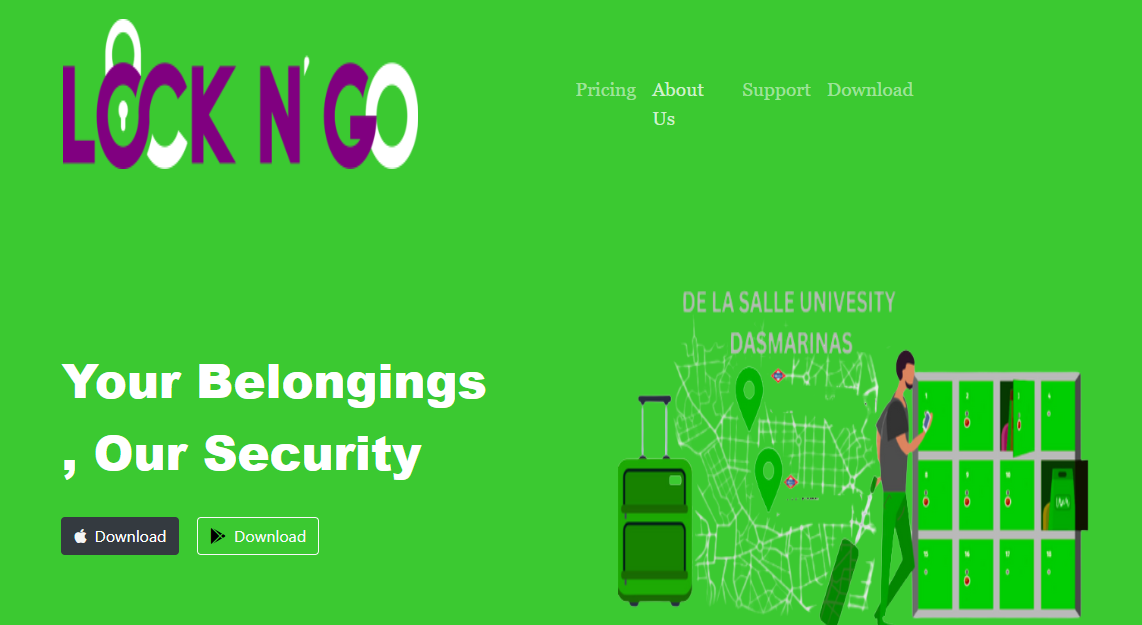 LOCK N' GO
Pricing
About
Us
Support
Download
DE LA SALLE UNIVESITY
DASMARINAS
Your Belongings
, Our Security
Download
Download